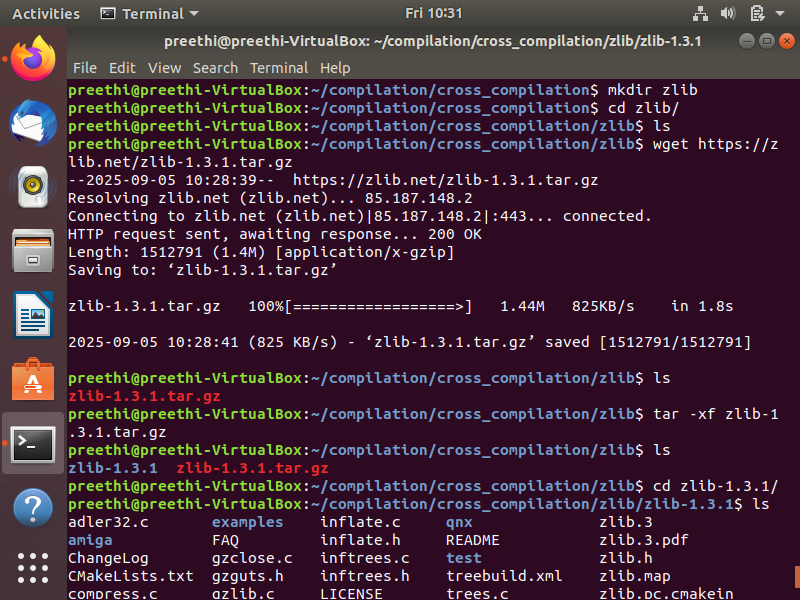 Activities Terminal Fri 10:31
preethi@preethi-VirtualBox: ~/compilation/cross_compilation/zlib/zlib-1.3.1
File Edit View Search Terminal Help
preethi@preethi-VirtualBox:~/compilation/cross_compilation$ mkdir zlib
preethi@preethi-VirtualBox:~/compilation/cross_compilation$ cd zlib/
preethi@preethi-VirtualBox:~/compilation/cross_compilation/zlib$ ls
preethi@preethi-VirtualBox:~/compilation/cross_compilation/zlib$ wget https://z
lib.net/zlib-1.3.1.tar.gz
--2025-09-05 10:28:39--  https://zlib.net/zlib-1.3.1.tar.gz
Resolving zlib.net (zlib.net)... 85.187.148.2
Connecting to zlib.net (zlib.net)|85.187.148.2|:443... connected.
HTTP request sent, awaiting response... 200 OK
Length: 1512791 (1.4M) [application/x-gzip]
Saving to: ‘zlib-1.3.1.tar.gz’
zlib-1.3.1.tar.gz   100%[==================>]   1.44M   825KB/s    in 1.8s
2025-09-05 10:28:41 (825 KB/s) - ‘zlib-1.3.1.tar.gz’ saved [1512791/1512791]
preethi@preethi-VirtualBox:~/compilation/cross_compilation/zlib$ ls
zlib-1.3.1.tar.gz
preethi@preethi-VirtualBox:~/compilation/cross_compilation/zlib$ tar -xf zlib-1
.3.1.tar.gz
preethi@preethi-VirtualBox:~/compilation/cross_compilation/zlib$ ls
zlib-1.3.1  zlib-1.3.1.tar.gz
preethi@preethi-VirtualBox:~/compilation/cross_compilation/zlib$ cd zlib-1.3.1/
preethi@preethi-VirtualBox:~/compilation/cross_compilation/zlib/zlib-1.3.1$ ls
adler32.c       examples    inflate.c     qnx           zlib.3
amiga           FAQ         inflate.h     README        zlib.3.pdf
ChangeLog       gzclose.c   inftrees.c    test          zlib.h
CMakeLists.txt  gzguts.h    inftrees.h    treebuild.xml zlib.map
compress.c      gzlib.c     LICENSE       trees.c       zlib.pc.cmakein